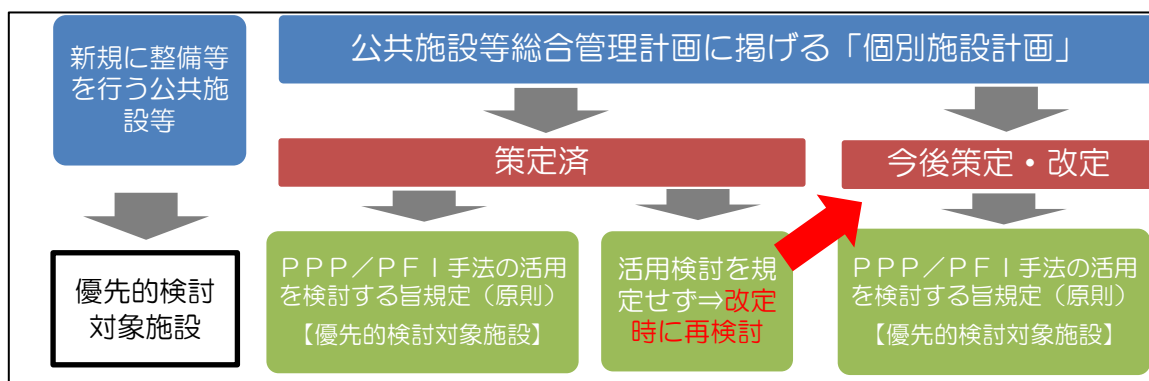 新規に整備等
を行う公共施
設等
公共施設等総合管理計画に掲げる「個別施設計画」
策定済
今後策定・改定
優先的検討
対象施設
ＰＰＰ／ＰＦＩ手法の活用
を検討する旨規定（原則）
【優先的検討対象施設】
活用検討を規
定せず⇒改定
時に再検討
ＰＰＰ／ＰＦＩ手法の活用
を検討する旨規定（原則）
【優先的検討対象施設】